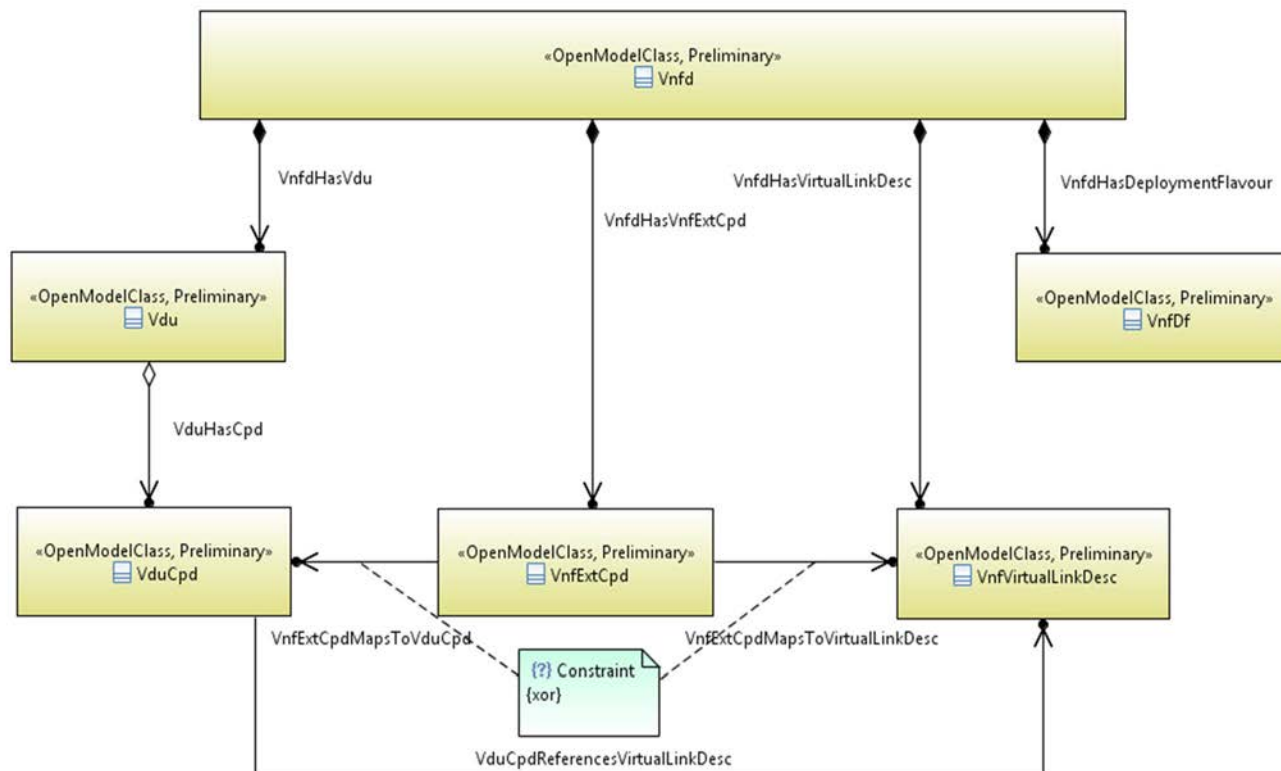 «OpenModelClass, Preliminary»
Vnfd
VnfdHasVdu
VnfdHasVnfExtCpd
VnfdHasVirtualLinkDesc
VnfdHasDeploymentFlavour
«OpenModelClass, Preliminary»
Vdu
«OpenModelClass, Preliminary»
VnfDf
VduHasCpd
«OpenModelClass, Preliminary»
VduCpd
«OpenModelClass, Preliminary»
VnfExtCpd
«OpenModelClass, Preliminary»
VnfVirtualLinkDesc
VnfExtCpdMapsToVduCpd
VnfExtCpdMapsToVirtualLinkDesc
{?} Constraint
{xor}
VduCpdReferencesVirtualLinkDesc